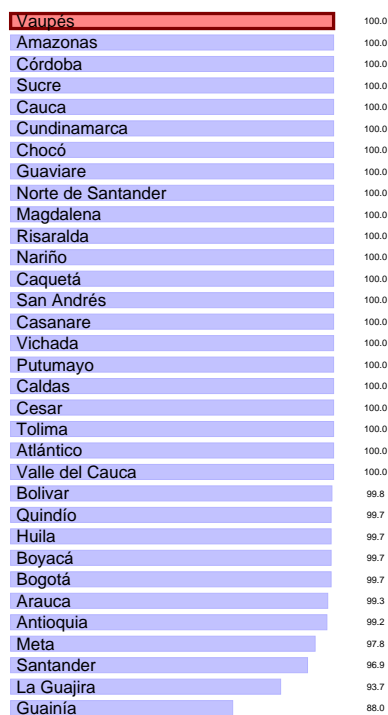 Vaupés 100.0
Amazonas 100.0
Córdoba 100.0
Sucre 100.0
Cauca 100.0
Cundinamarca 100.0
Chocó 100.0
Guaviare 100.0
Norte de Santander 100.0
Magdalena 100.0
Risaralda 100.0
Nariño 100.0
Caquetá 100.0
San Andrés 100.0
Casanare 100.0
Vichada 100.0
Putumayo 100.0
Caldas 100.0
Cesar 100.0
Tolima 100.0
Atlántico 100.0
Valle del Cauca 100.0
Bolivar 99.8
Quindío 99.7
Huila 99.7
Boyacá 99.7
Bogotá 99.7
Arauca 99.3
Antioquia 99.2
Meta 97.8
Santander 96.9
La Guajira 93.7
Guainía 88.0